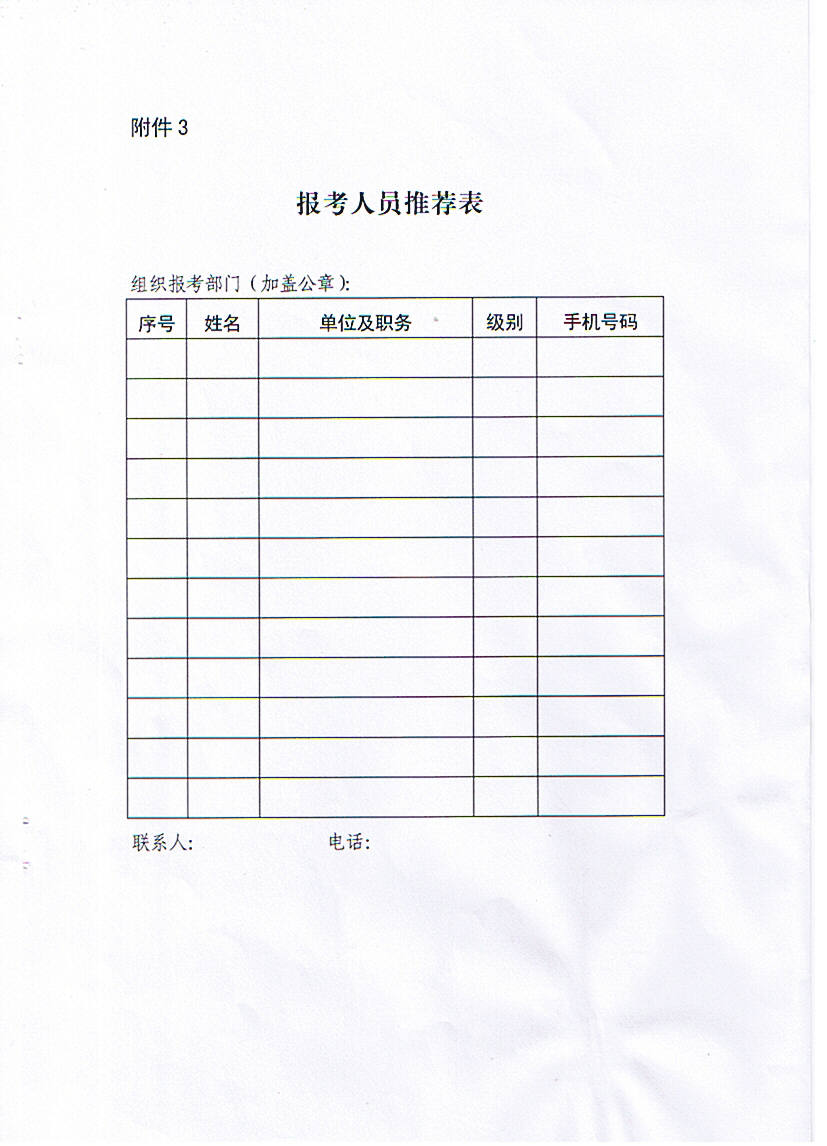 附件3
报考人员推荐表
组织报考部门（加盖公章）：
序号 姓名 单位及职务 级别 手机号码
联系人： 电话：